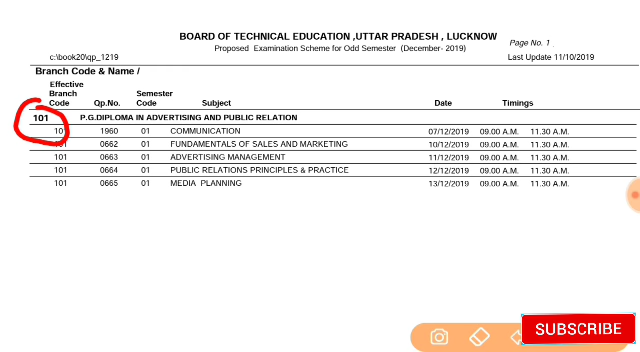 BOARD OF TECHNICAL EDUCATION ,UTTAR PRADESH , LUCKNOW
Page No. 1
Proposed Examination Scheme for Odd Semester (December- 2019)
c:\book20\qp_1219 Last Update 11/10/2019
Branch Code & Name /
Effective
Branch Semester
Code Qp.No. Code Subject Date Timings
101 P.G.DIPLOMA IN ADVERTISING AND PUBLIC RELATION
101 1960 01 COMMUNICATION 07/12/2019 09.00 A.M. 11.30 A.M.
101 0662 01 FUNDAMENTALS OF SALES AND MARKETING 10/12/2019 09.00 A.M. 11.30 A.M.
101 0663 01 ADVERTISING MANAGEMENT 11/12/2019 09.00 A.M. 11.30 A.M.
101 0664 01 PUBLIC RELATIONS PRINCIPLES & PRACTICE 12/12/2019 09.00 A.M. 11.30 A.M.
101 0665 01 MEDIA PLANNING 13/12/2019 09.00 A.M. 11.30 A.M.
SUBSCRIBE